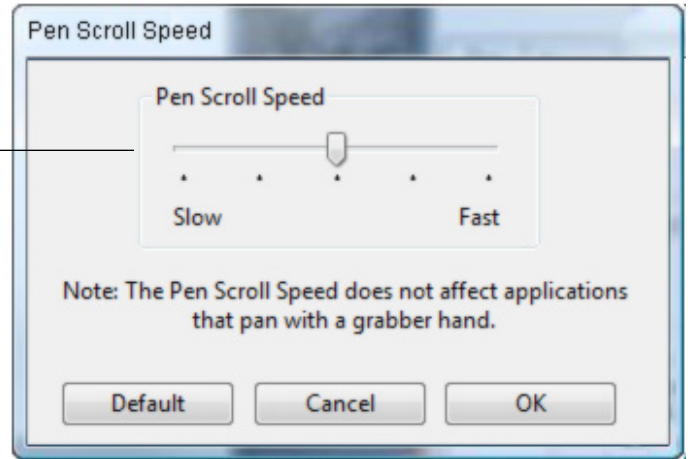 Pen Scroll Speed
Pen Scroll Speed
Slow Fast
Note: The Pen Scroll Speed does not affect applications
that pan with a grabber hand.
Default Cancel OK